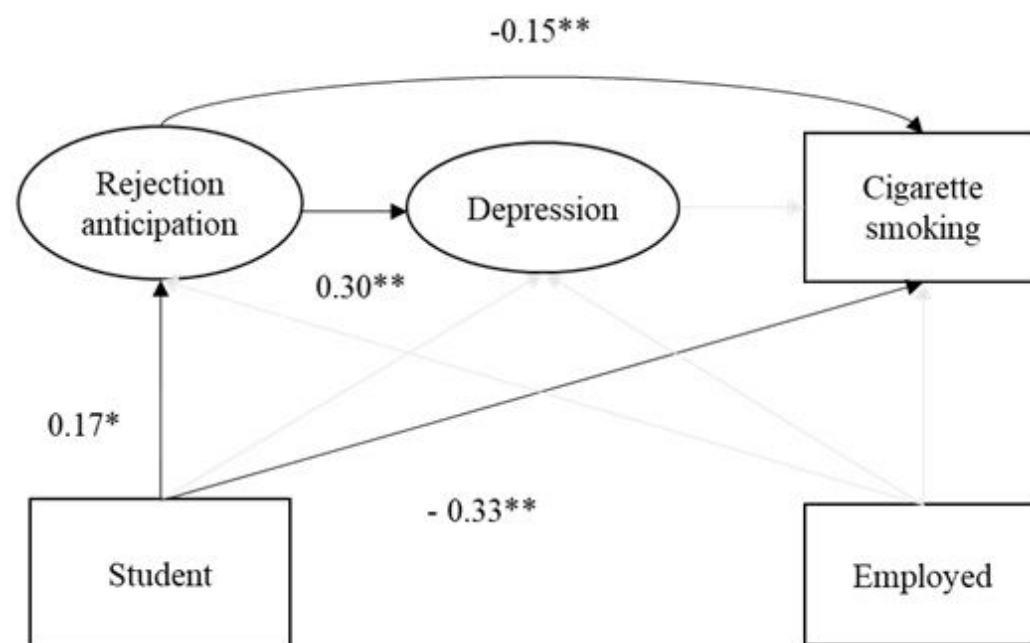 -0.15**
Rejection
anticipation
Depression
Cigarette
smoking
0.30**
0.17*
- 0.33**
Student
Employed